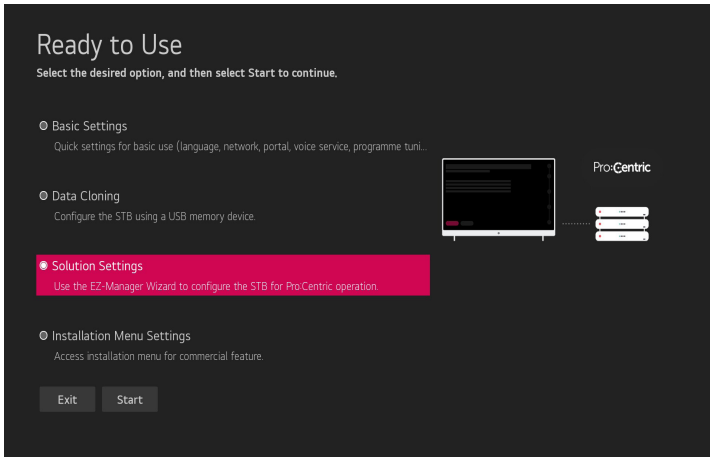 Ready to Use
Select the desired option, and then select Start to continue.
Basic Settings
Quick settings for basic use (language, network, portal, voice service, programme tuni...
Data Cloning
Configure the STB using a USB memory device.
Pro:Centric
Solution Settings
Use the EZ-Manager Wizard to configure the STB for Pro:Centric operation.
Installation Menu Settings
Access installation menu for commercial feature.
Exit
Start